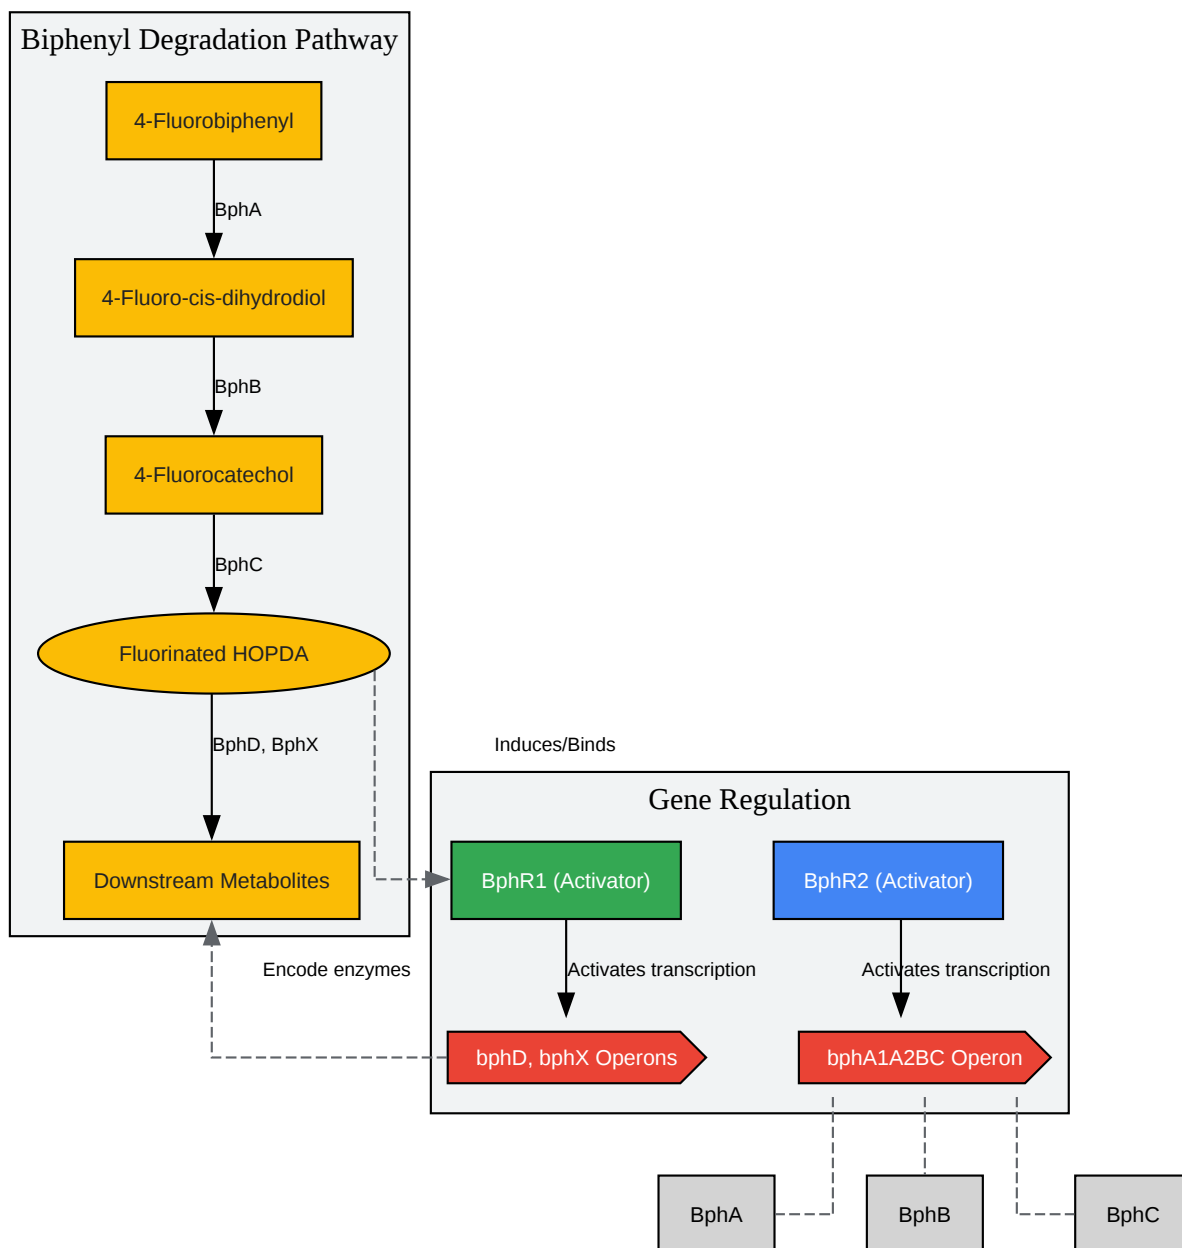 Biphenyl Degradation Pathway
4-Fluorobiphenyl
BphA
4-Fluoro-cis-dihydrodiol
BphB
4-Fluorocatechol
BphC
Fluorinated HOPDA
BphD, BphX
Induces/Binds
Gene Regulation
Downstream Metabolites
BphR1 (Activator)
BphR2 (Activator)
Encode enzymes
Activates transcription
Activates transcription
bphD, bphX Operons
bphA1A2BC Operon
BphA
BphB
BphC